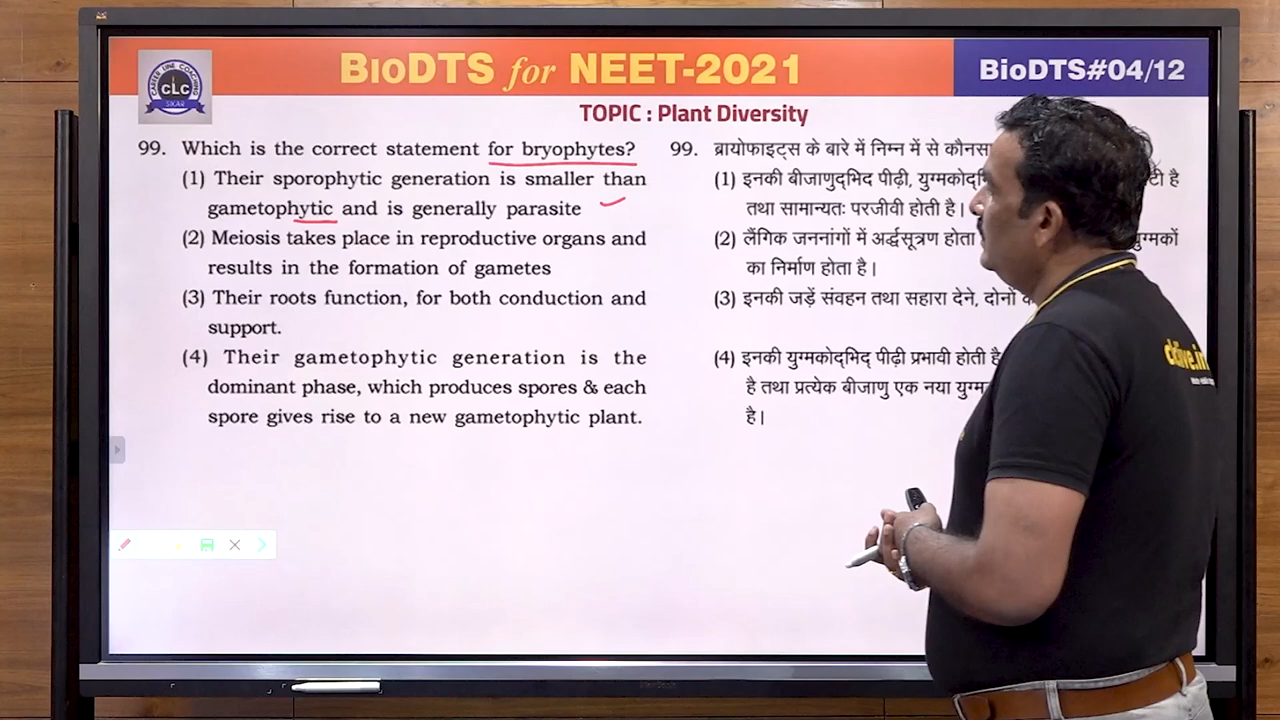 BIODTS for NEET-2021
BIODTS#04/12
CAREER LINE COACHING
CLC
SIKAR
TOPIC : Plant Diversity
99. Which is the correct statement for bryophytes?
(1) Their sporophytic generation is smaller than
gametophytic and is generally parasite
(2) Meiosis takes place in reproductive organs and
results in the formation of gametes
(3) Their roots function, for both conduction and
support.
(4) Their gametophytic generation is the
dominant phase, which produces spores & each
spore gives rise to a new gametophytic plant.
99. ब्रायोफाइट्स के बारे में निम्न में से
(1) इनकी बीजाणुद्भिद पीढ़ी, है
तथा सामान्यतः परजीवी होती है।
(2) लैंगिक जननांगों में अर्द्धसूत्रण होता युग्मकों
का निर्माण होता है।
(3) इनकी जड़ें संवहन तथा सहारा देने, दोनों
(4) इनकी युग्मकोद्भिद् पीढ़ी प्रभावी होती है
है तथा प्रत्येक बीजाणु एक नया
है।